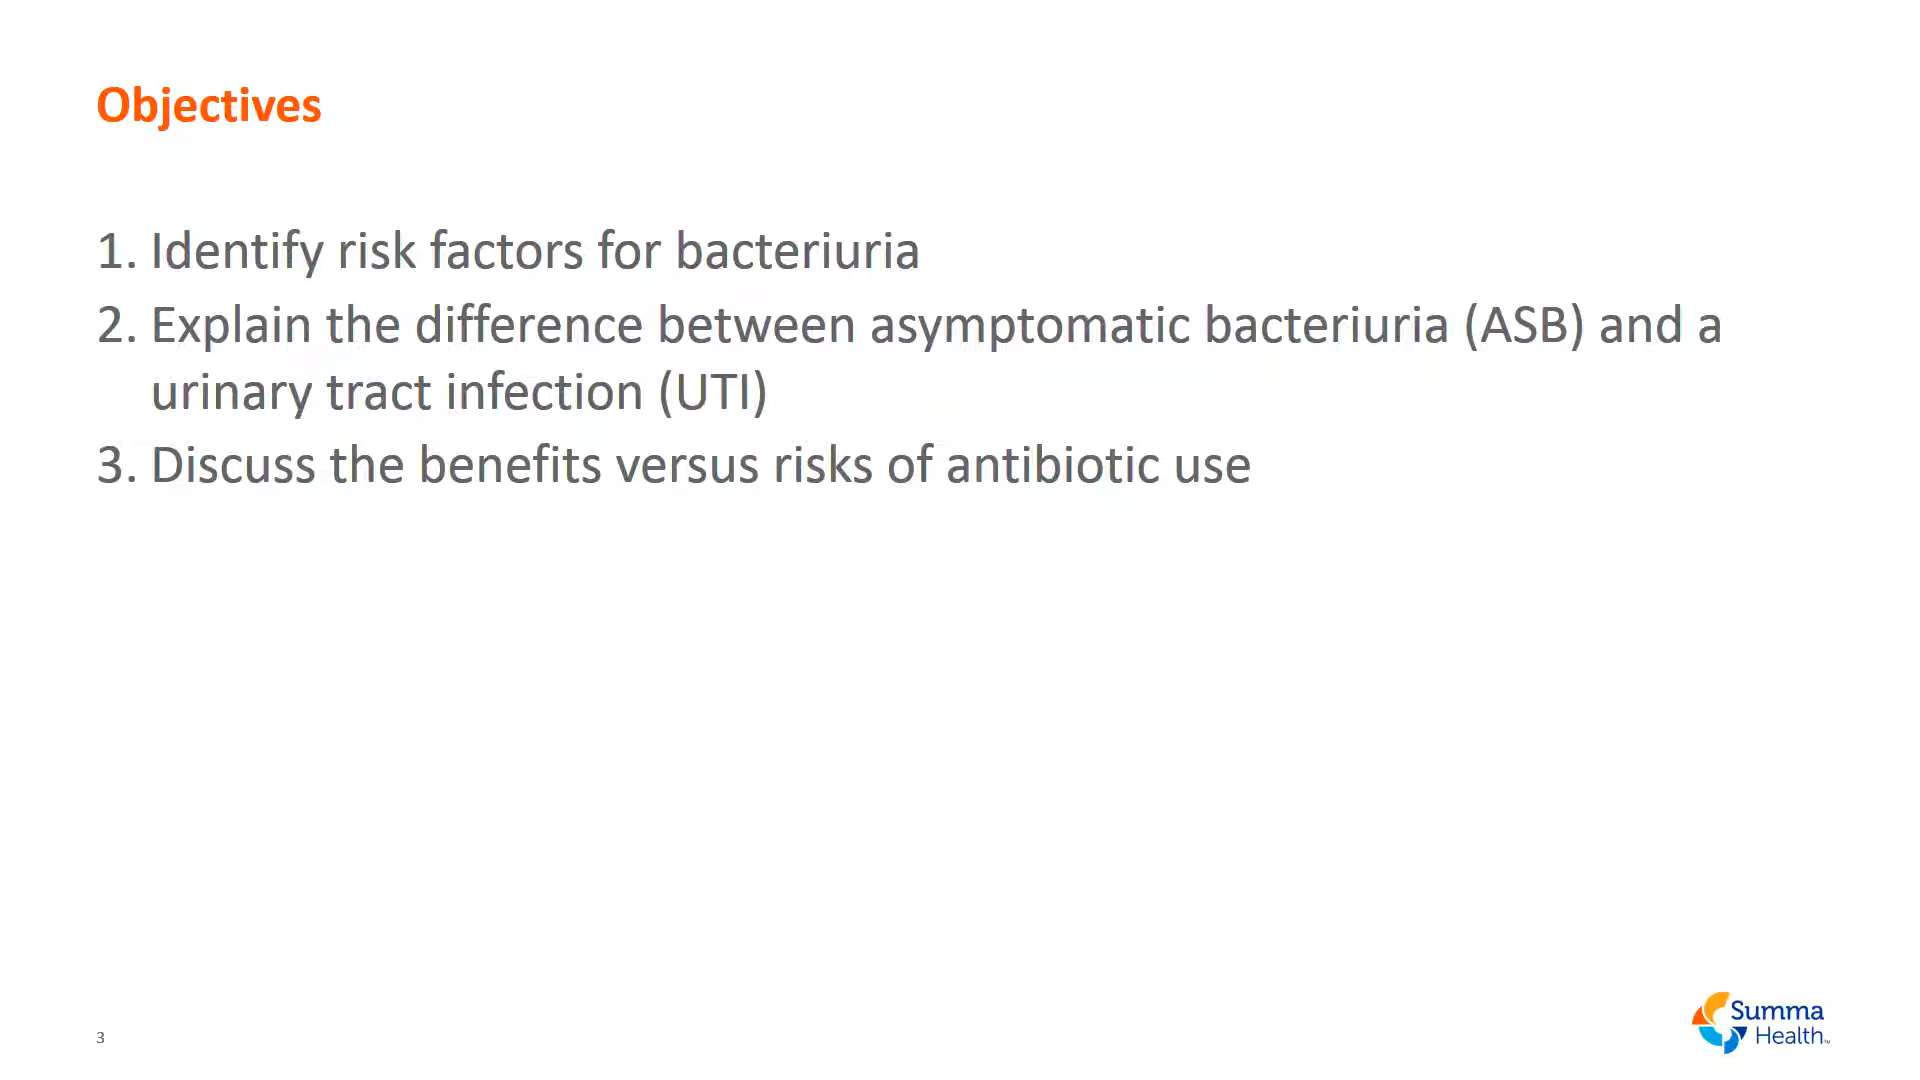 Objectives
1. Identify risk factors for bacteriuria
2. Explain the difference between asymptomatic bacteriuria (ASB) and a
urinary tract infection (UTI)
3. Discuss the benefits versus risks of antibiotic use
3
Summa
Health™